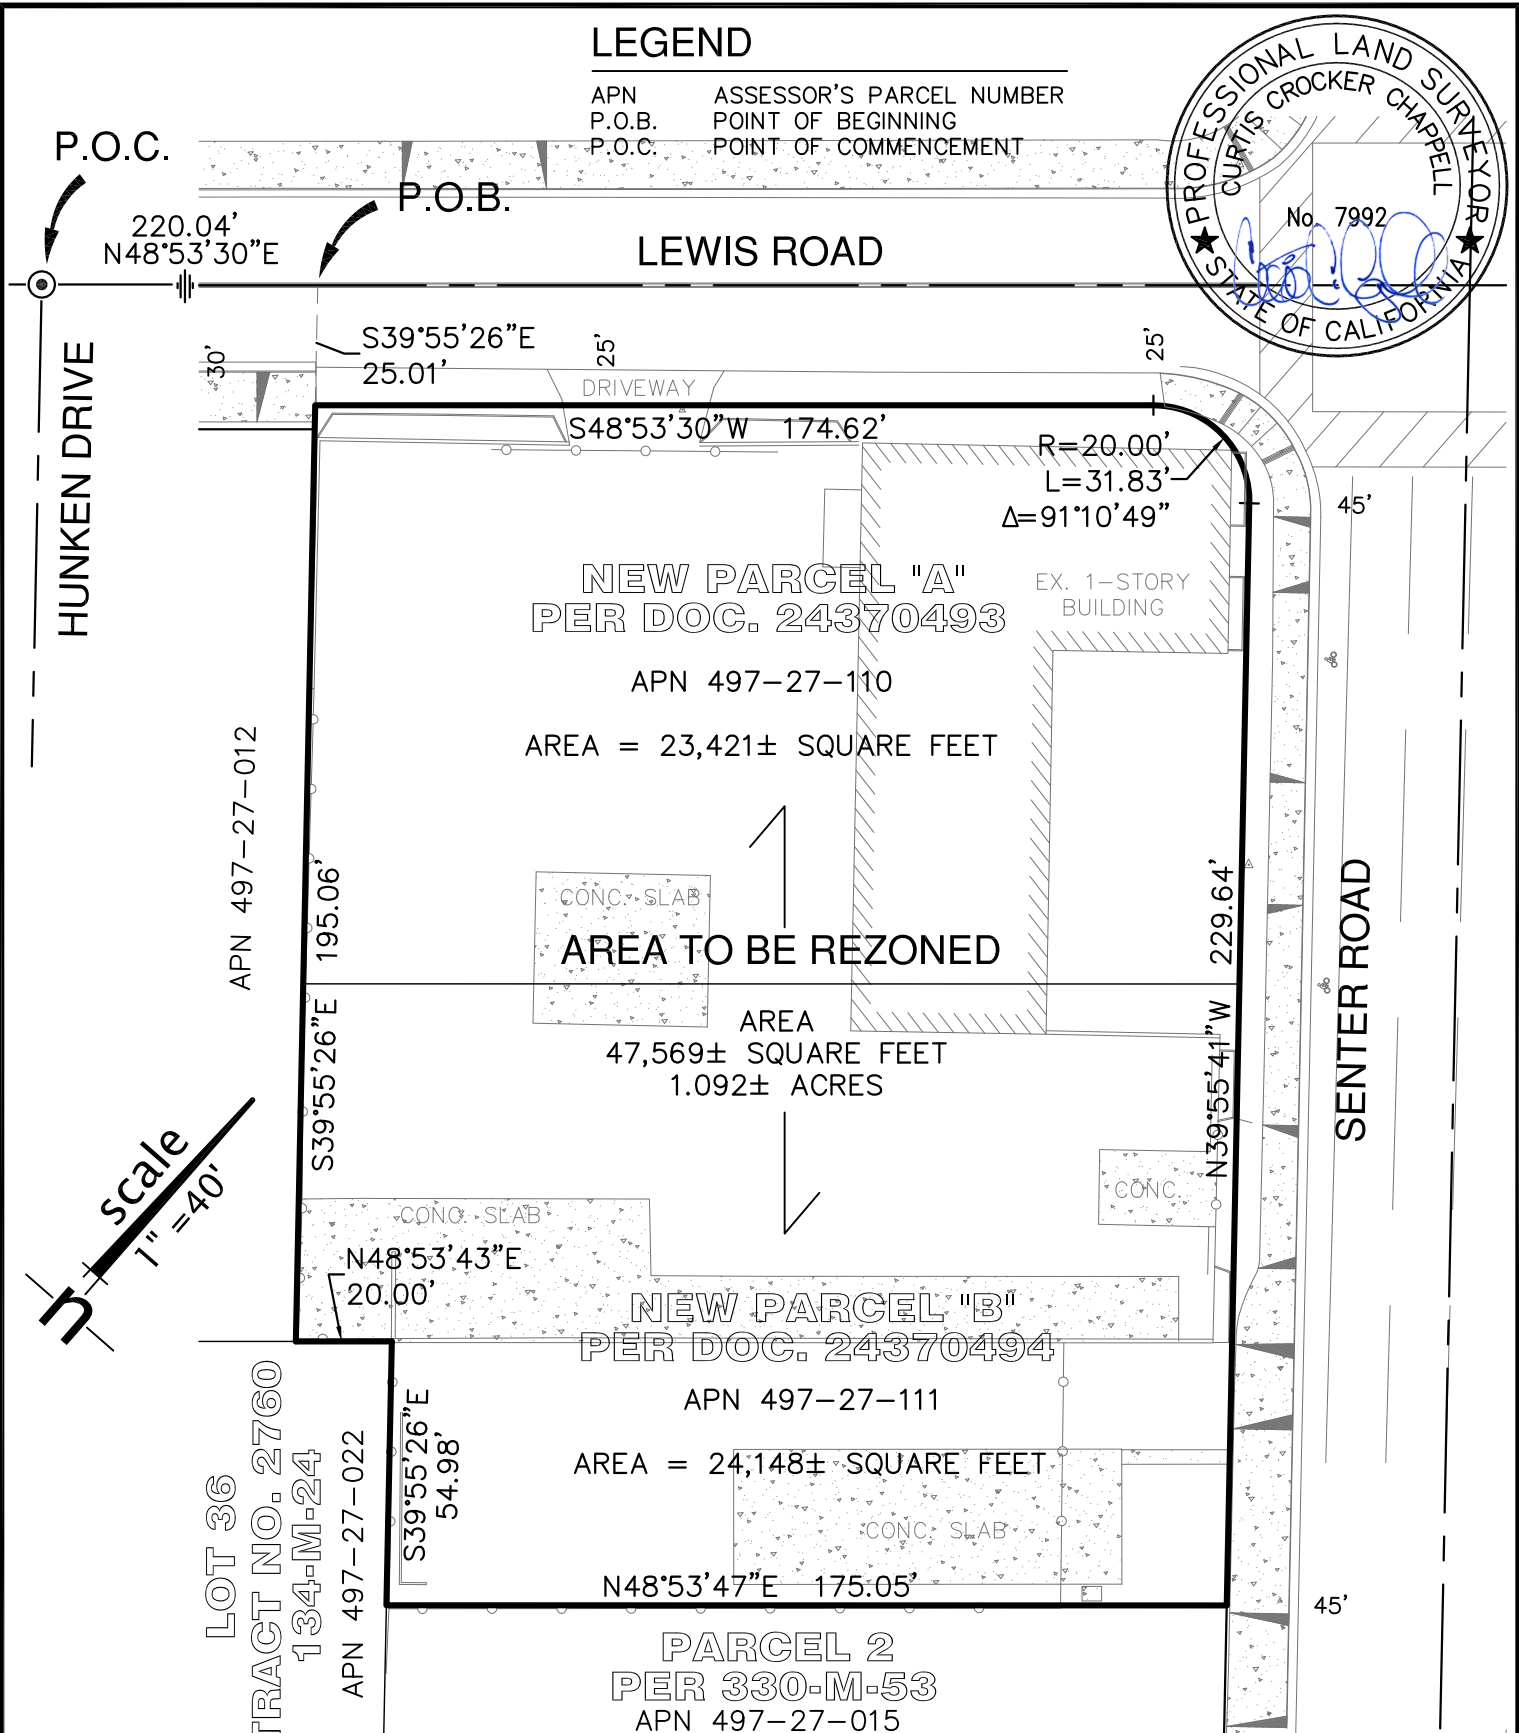 LEGEND
APN ASSESSOR'S PARCEL NUMBER
P.O.B. POINT OF BEGINNING
P.O.C. POINT OF COMMENCEMENT
PROFESSIONAL LAND SURVEYOR
CURTIS CROCKER CHAPPELL
No. 7992
STATE OF CALIFORNIA
P.O.C.
P.O.B.
220.04'
N48°53'30"E
LEWIS ROAD
S39°55'26"E
25.01'
30'
25'
25'
DRIVEWAY
HUNKEN DRIVE
S48°53'30"W 174.62'
R=20.00'
L=31.83'
Δ=91°10'49"
45'
NEW PARCEL "A"
PER DOC. 24370493
EX. 1-STORY
BUILDING
APN 497-27-110
AREA = 23,421± SQUARE FEET
APN 497-27-012
195.06'
S39°55'26"E
CONC. SLAB
229.64'
N39°55'41"W
SENTER ROAD
AREA TO BE REZONED
AREA
47,569± SQUARE FEET
1.092± ACRES
scale
1" =40'
n
CONC.
CONC. SLAB
N48°53'43"E
20.00'
NEW PARCEL "B"
PER DOC. 24370494
APN 497-27-111
S39°55'26"E
54.98'
AREA = 24,148± SQUARE FEET
CONC. SLAB
LOT 36
TRACT NO. 2760
134-M-24
APN 497-27-022
N48°53'47"E 175.05'
45'
PARCEL 2
PER 330-M-53
APN 497-27-015